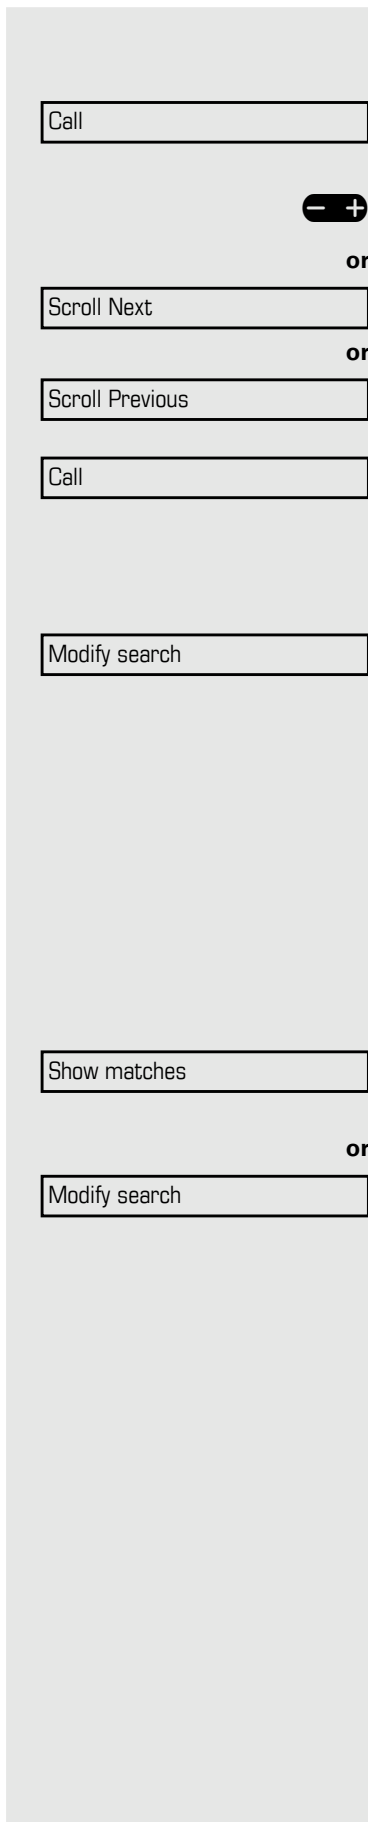 Call
− +
or
Scroll Next
or
Scroll Previous
Call
Modify search
Show matches
or
Modify search